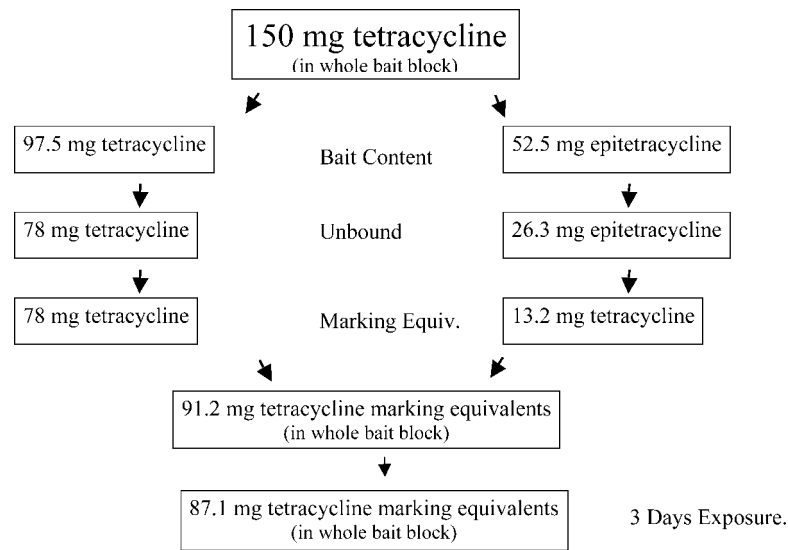 150 mg tetracycline
(in whole bait block)
97.5 mg tetracycline
Bait Content
52.5 mg epitetracycline
78 mg tetracycline
Unbound
26.3 mg epitetracycline
78 mg tetracycline
Marking Equiv.
13.2 mg tetracycline
91.2 mg tetracycline marking equivalents
(in whole bait block)
87.1 mg tetracycline marking equivalents
(in whole bait block)
3 Days Exposure.